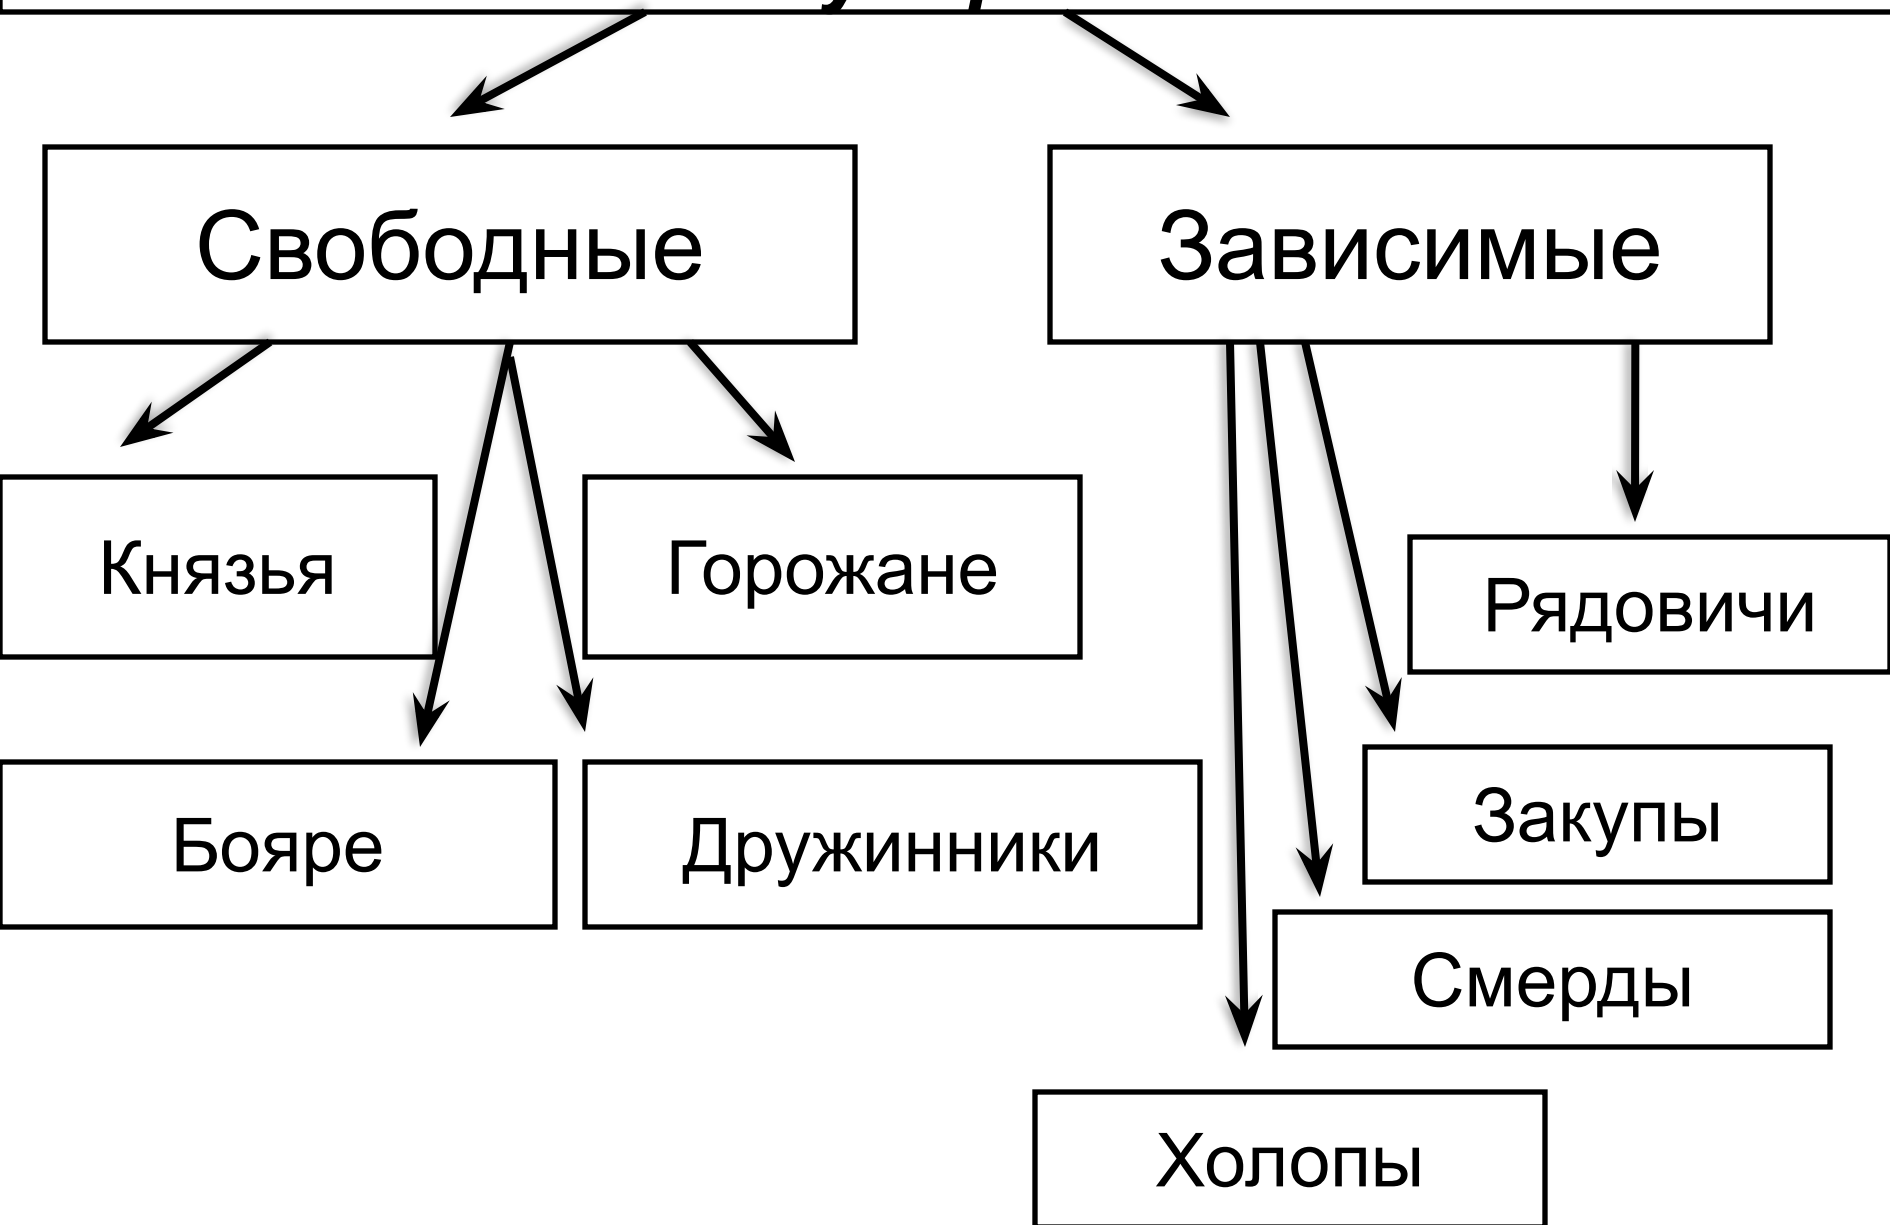 Свободные
Зависимые
Князья
Горожане
Рядовичи
Бояре
Дружинники
Закупы
Смерды
Холопы